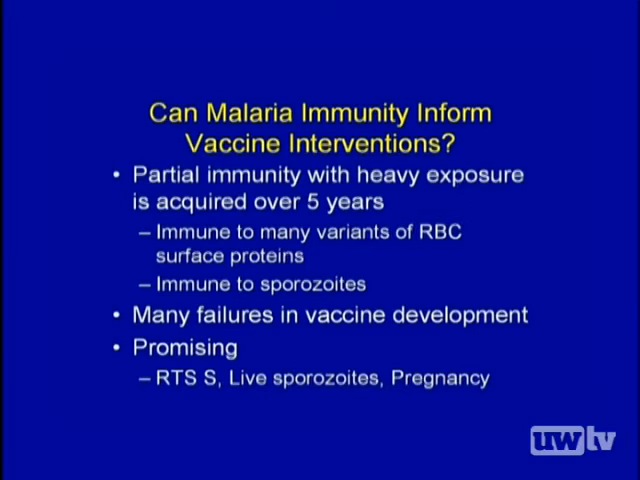 Can Malaria Immunity Inform
Vaccine Interventions?
• Partial immunity with heavy exposure
is acquired over 5 years
– Immune to many variants of RBC
surface proteins
– Immune to sporozoites
• Many failures in vaccine development
• Promising
– RTS S, Live sporozoites, Pregnancy
uwtv